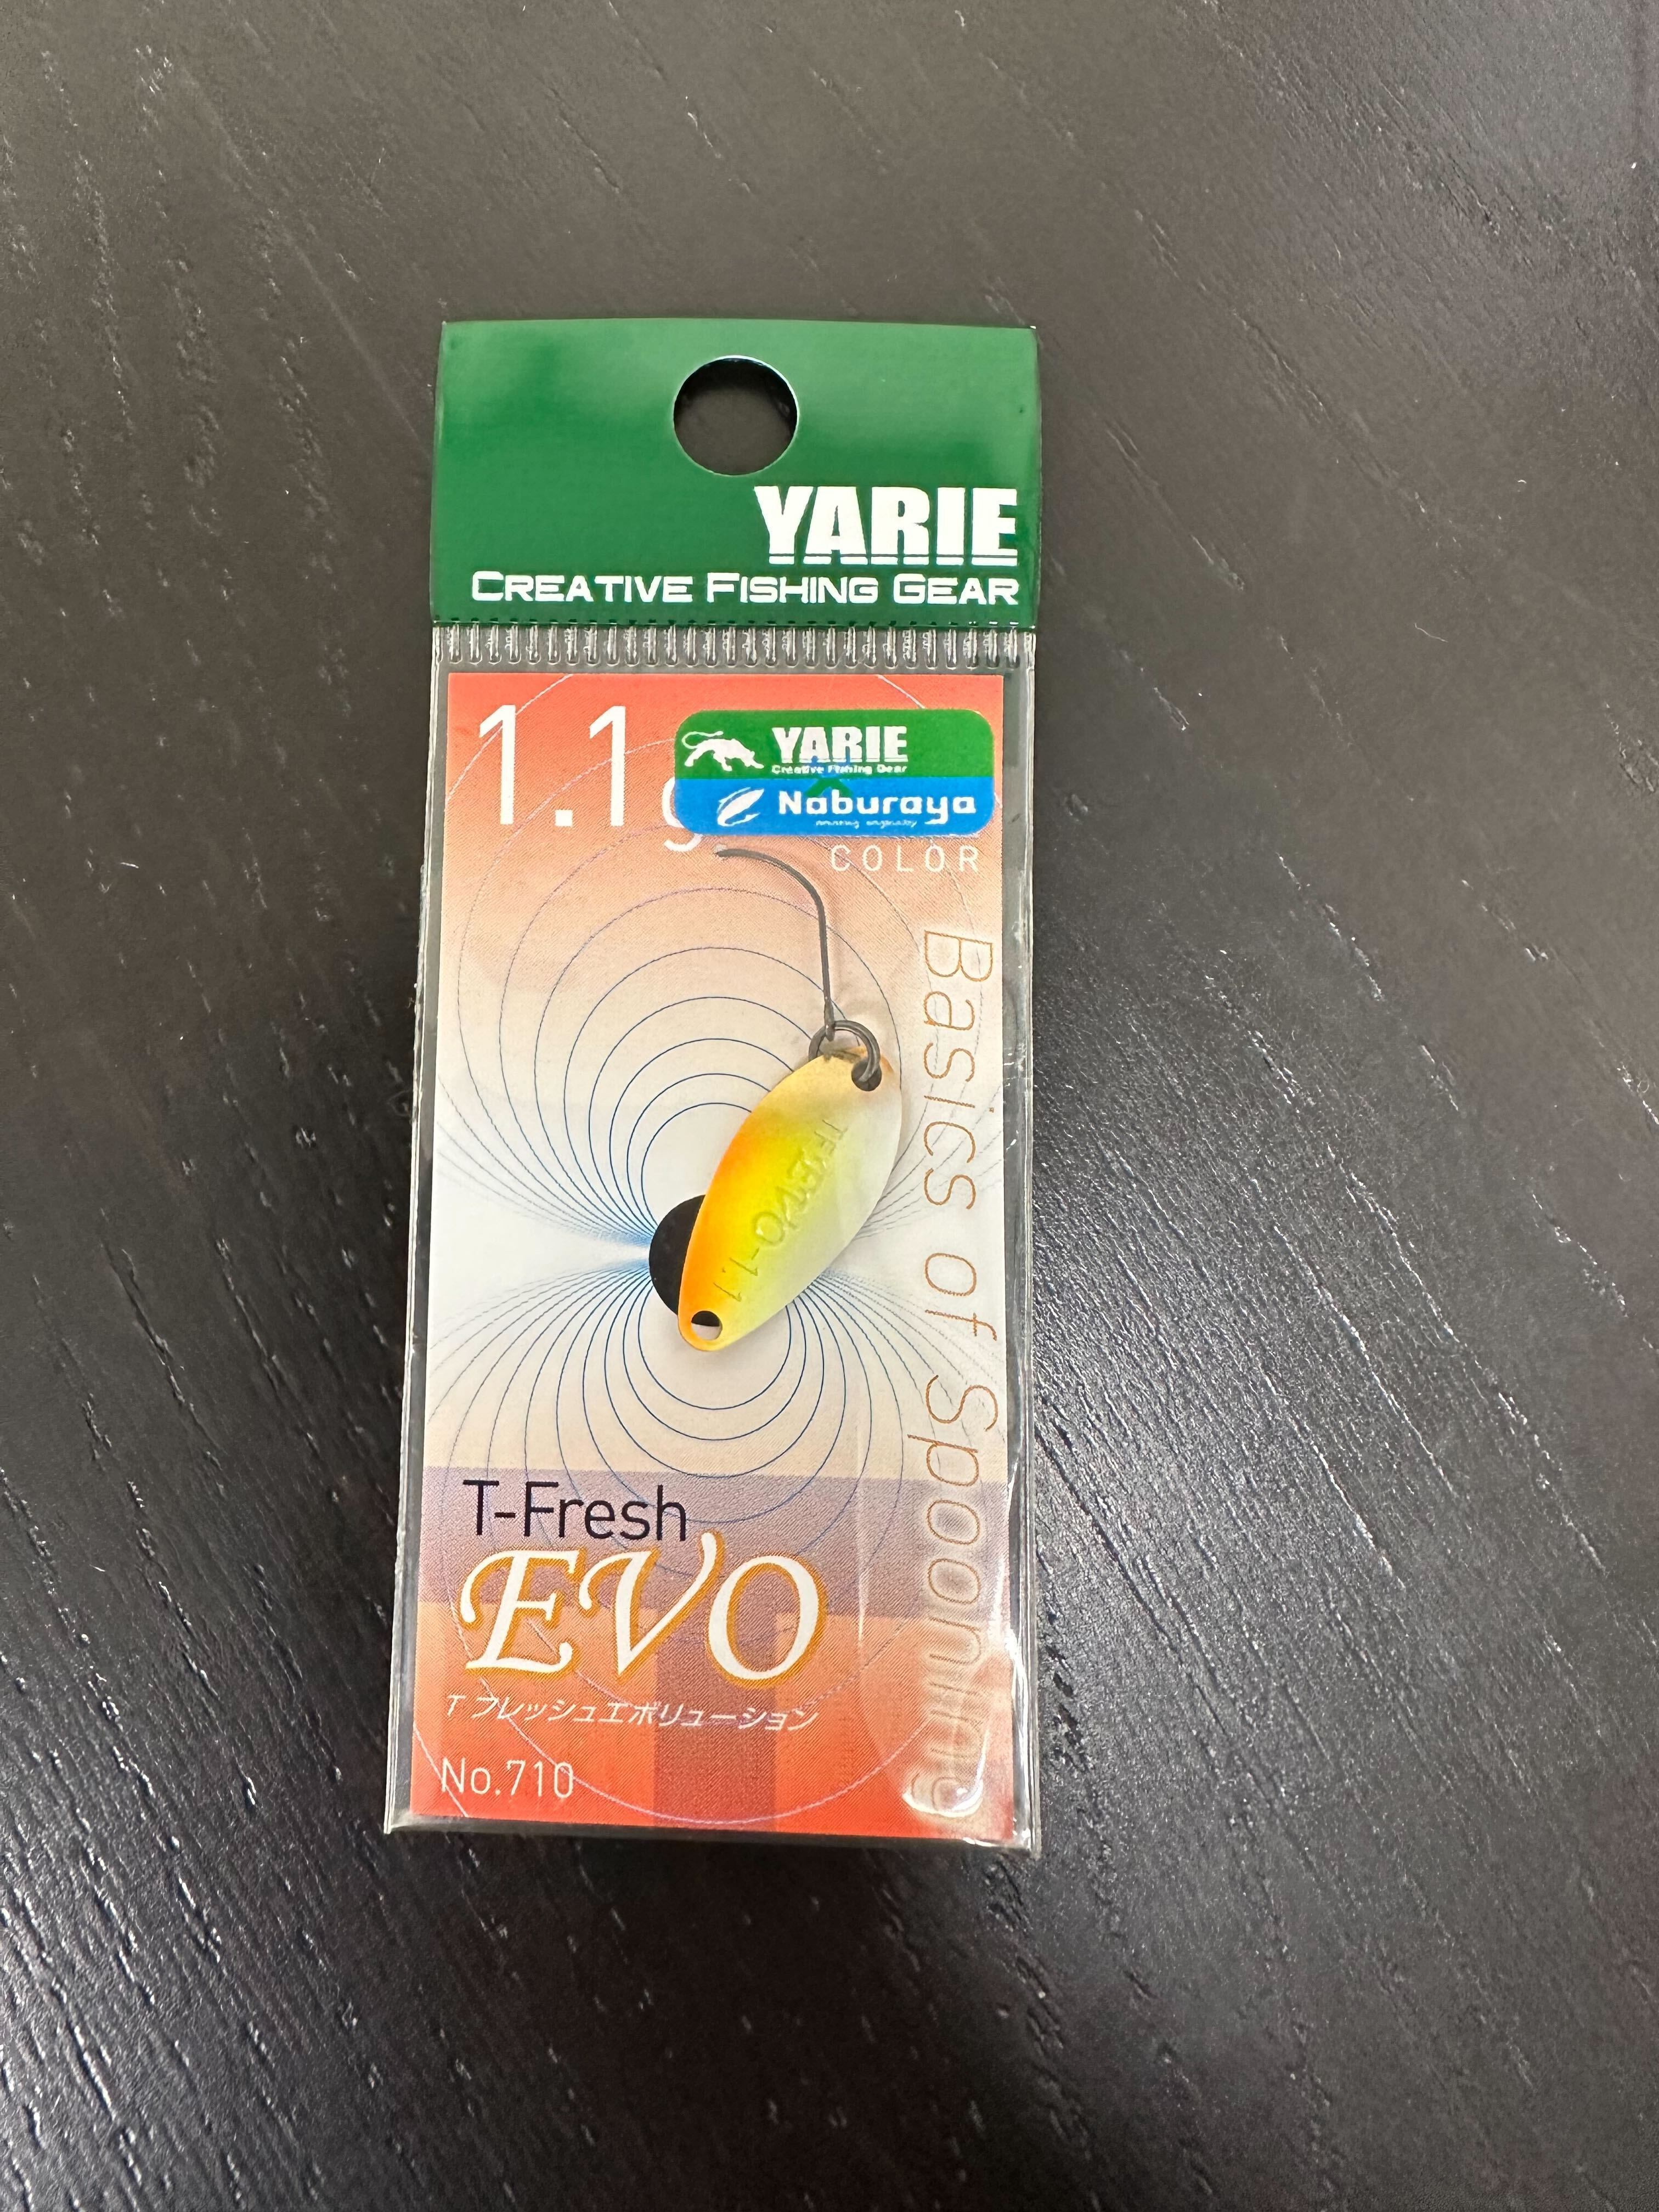 YARIE
CREATIVE FISHING GEAR
1.1g
YARIE
Creative Fishing Gear
Naburaya
COLOR
Basics of Spooning
TF EVO-1.1
T-Fresh
EVO
T フレッシュエボリューション
No.710